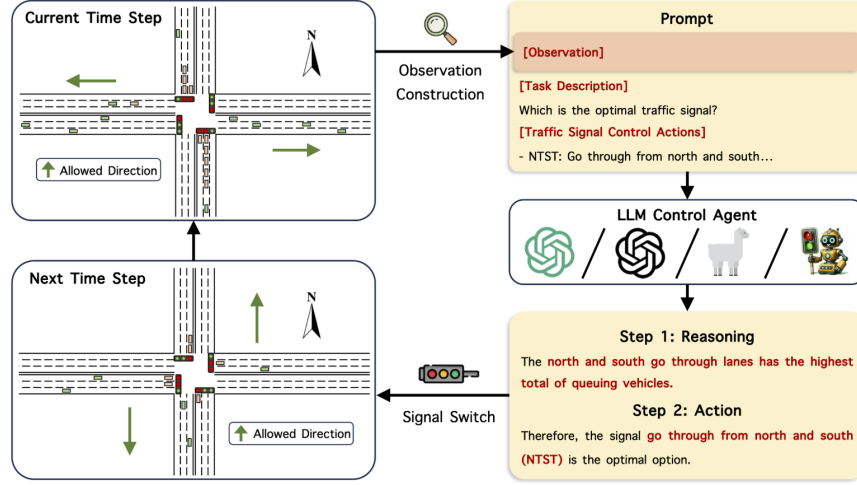 Current Time Step
N
Allowed Direction
Observation
Construction
Prompt
[Observation]
[Task Description]
Which is the optimal traffic signal?
[Traffic Signal Control Actions]
- NTST: Go through from north and south...
LLM Control Agent
Step 1: Reasoning
The north and south go through lanes has the highest
total of queuing vehicles.
Step 2: Action
Therefore, the signal go through from north and south
(NTST) is the optimal option.
Signal Switch
Next Time Step
N
Allowed Direction